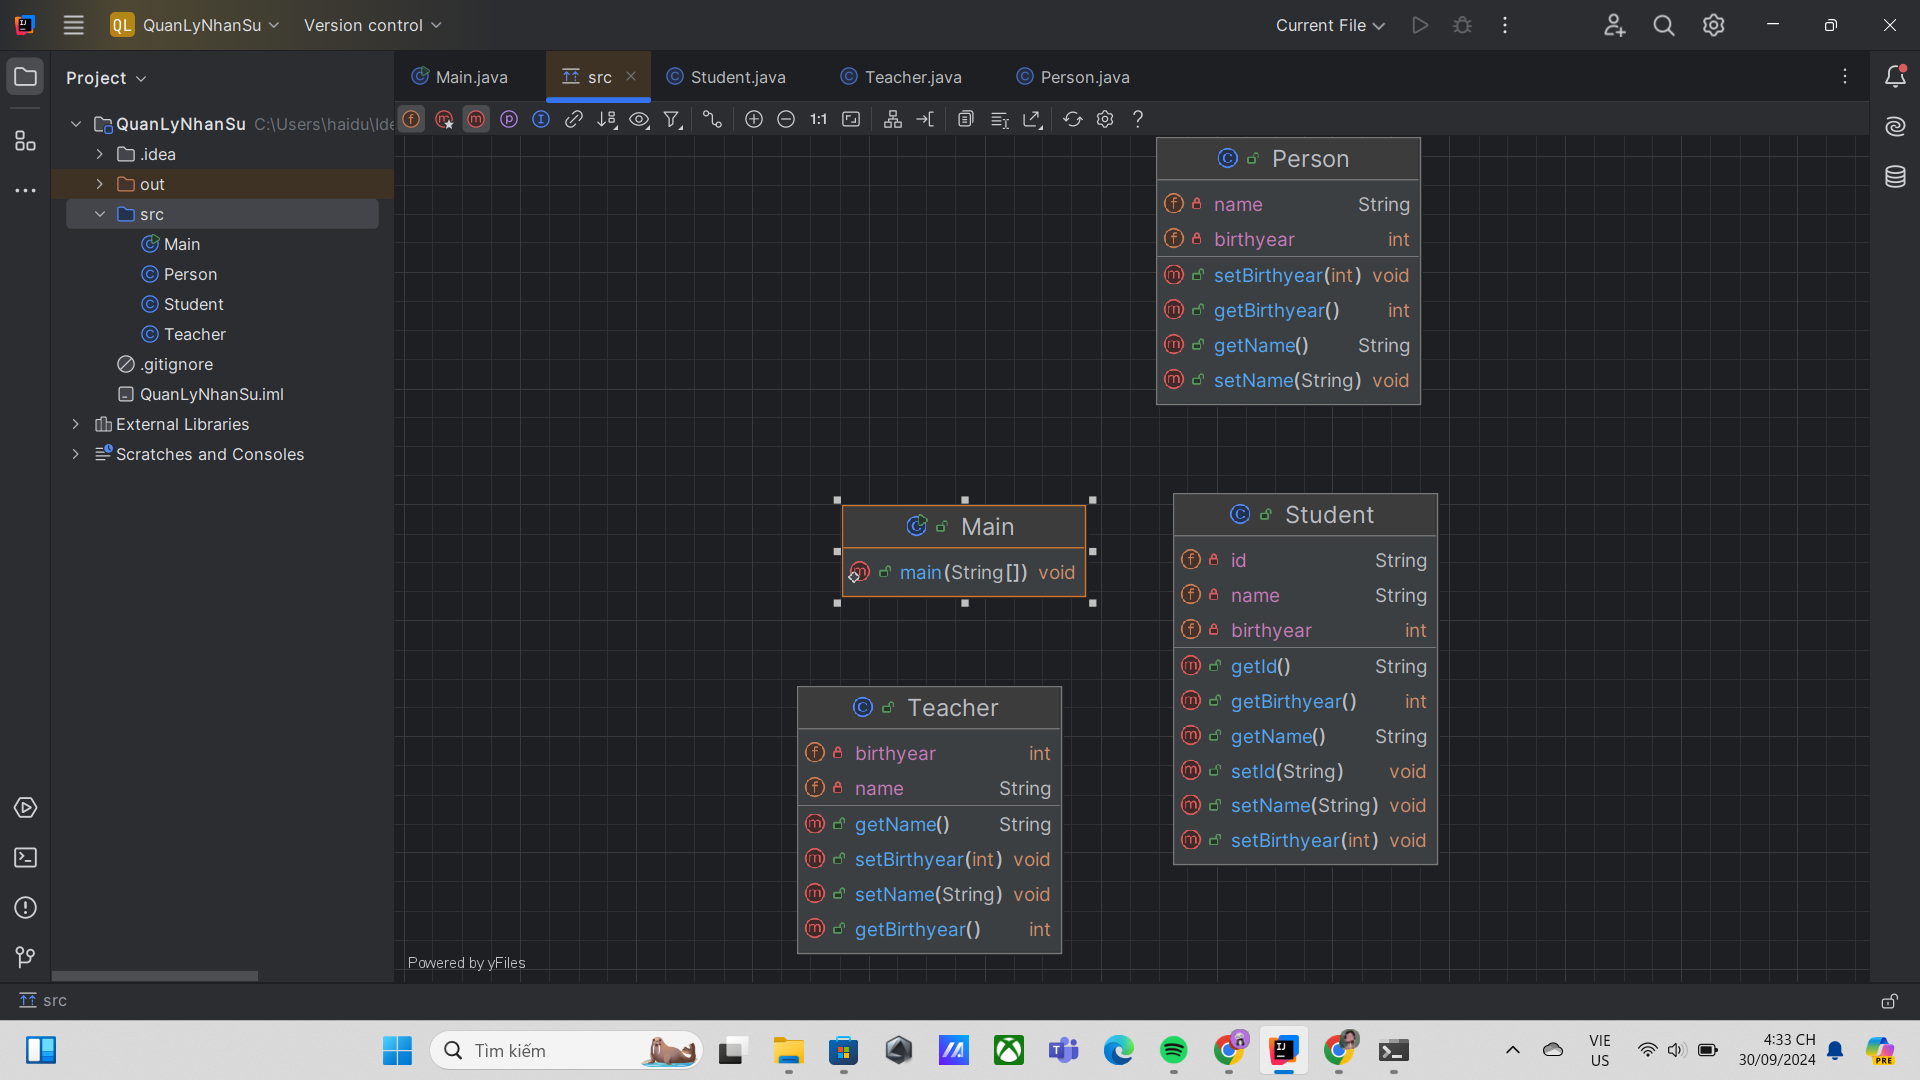 QL QuanLyNhanSu Version control Current File
Project
Main.java src Student.java Teacher.java Person.java
1:1 ?
QuanLyNhanSu C:\Users\haidu\Ide
.idea
out
src
Main
Person
Student
Teacher
.gitignore
QuanLyNhanSu.iml
External Libraries
Scratches and Consoles
Person
name String
birthyear int
setBirthyear(int) void
getBirthyear() int
getName() String
setName(String) void
Main
main(String[]) void
Student
id String
name String
birthyear int
getId() String
getBirthyear() int
getName() String
setId(String) void
setName(String) void
setBirthyear(int) void
Teacher
birthyear int
name String
getName() String
setBirthyear(int) void
setName(String) void
getBirthyear() int
Powered by yFiles
src
Tìm kiếm
VIE
US
4:33 CH
30/09/2024
PRE